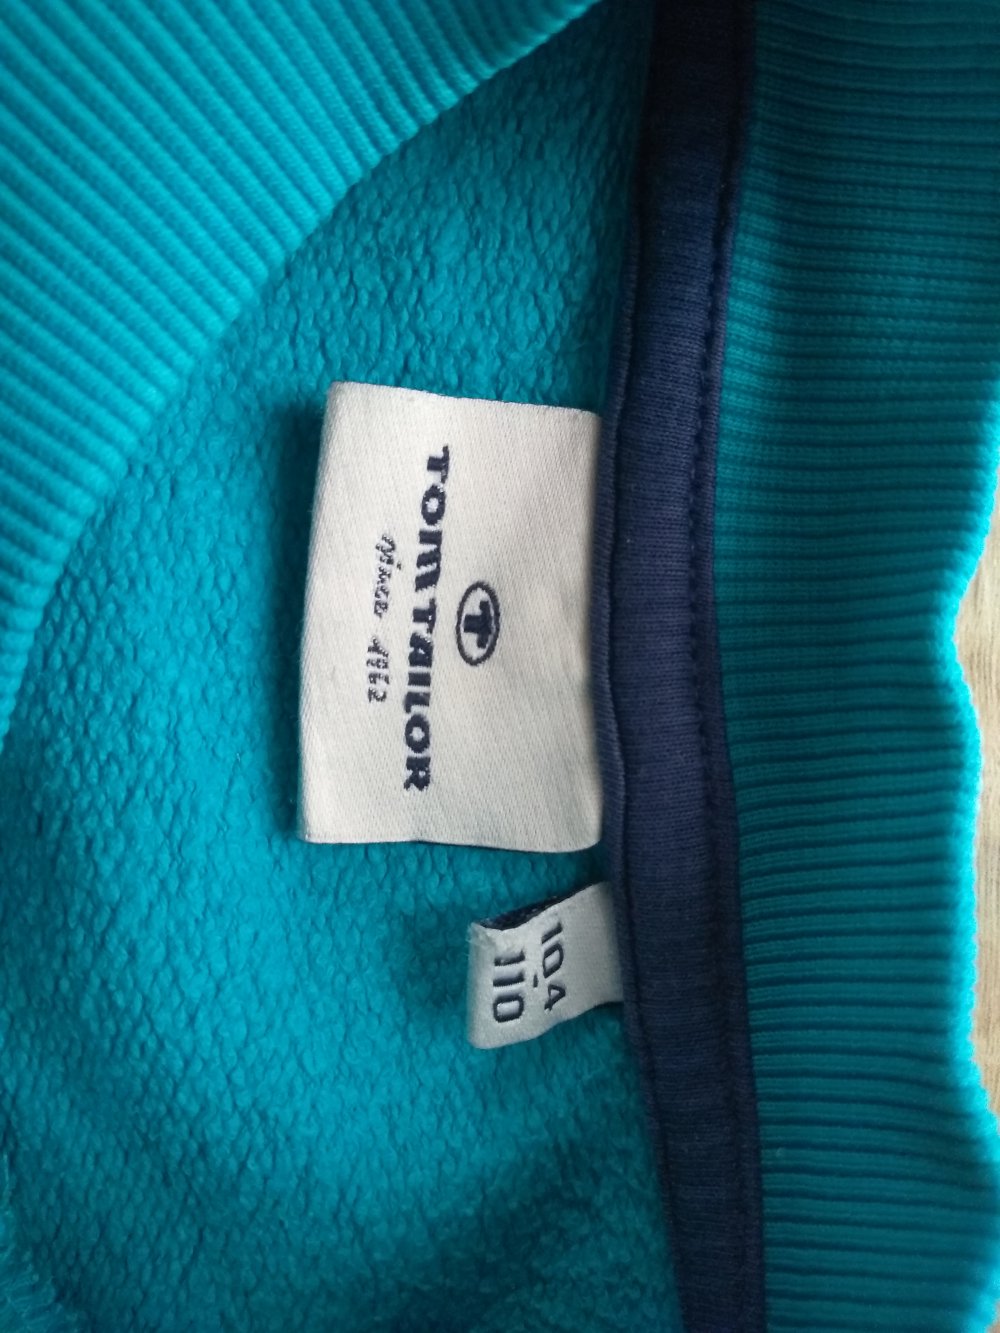 T
TOM TAILOR
Since 1962
104
-
110